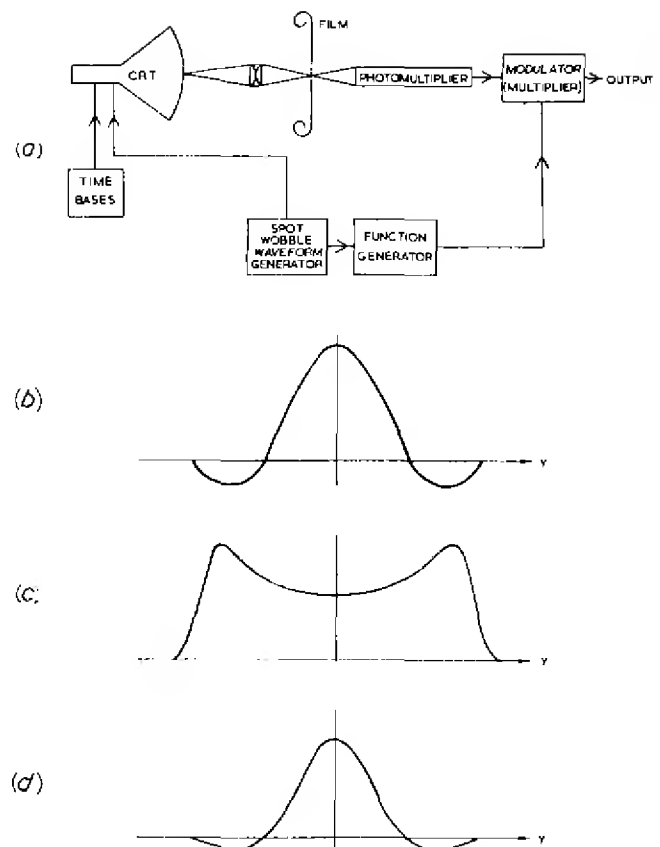 FILM
CRT
PHOTOMULTIPLIER
MODULATOR
(MULTIPLIER)
OUTPUT
(a)
TIME
BASES
SPOT
WOBBLE
WAVEFORM
GENERATOR
FUNCTION
GENERATOR
(b)
y
(c)
y
(d)
y